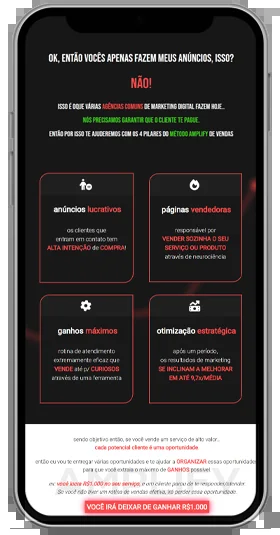 OK, ENTÃO VOCÊS APENAS FAZEM MEUS ANÚNCIOS, ISSO?
NÃO!
ISSO É OQUE VÁRIAS AGÊNCIAS COMUNS DE MARKETING DIGITAL FAZEM HOJE..
NÓS PRECISAMOS GARANTIR QUE O CLIENTE TE PAGUE.
ENTÃO POR ISSO TE AJUDEREMOS COM OS 4 PILARES DO MÉTODO AMPLIFY DE VENDAS
anúncios lucrativos
os clientes que
entram em contato tem
ALTA INTENÇÃO de COMPRA!
páginas vendedoras
responsável por
VENDER SOZINHA O SEU
SERVIÇO OU PRODUTO
através de neurociência
ganhos máximos
rotina de atendimento
extremamente eficaz que
VENDE até p/ CURIOSOS
através de uma ferramenta
otimização estratégica
após um período,
os resultados de marketing
SE INCLINAM A MELHORAR
EM ATÉ 9,7x/MÉDIA
sendo objetivo então, se você vende um serviço de alto valor..
cada potencial cliente é uma oportunidade
então eu vou te entregar várias oportunidades e to ajudar a ORGANIZAR essas oportunidades
para que você extraia o máximo de GANHOS possível
ex: você cobra R$1.000 no seu serviço, e um cliente parou de te responder/atender
Se você não tiver um rotina de vendas efetiva, irá perder essa oportunidade
VOCÊ IRÁ DEIXAR DE GANHAR R$1.000